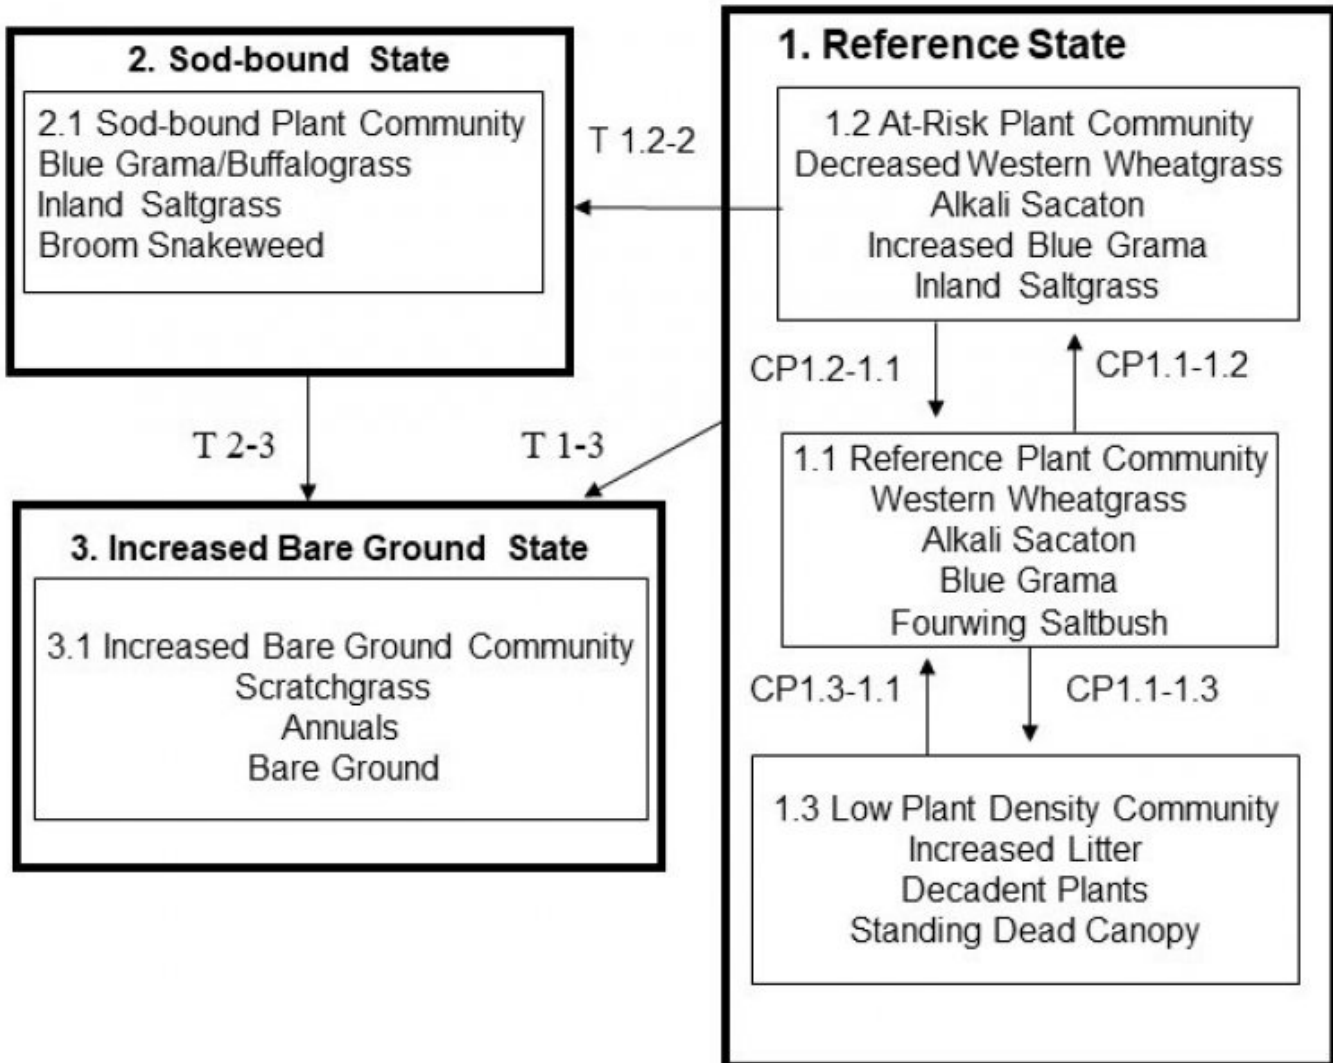 2. Sod-bound State
2.1 Sod-bound Plant Community
Blue Grama/Buffalograss
Inland Saltgrass
Broom Snakeweed
T 1.2-2
1. Reference State
1.2 At-Risk Plant Community
Decreased Western Wheatgrass
Alkali Sacaton
Increased Blue Grama
Inland Saltgrass
CP1.2-1.1
CP1.1-1.2
T 2-3
T 1-3
1.1 Reference Plant Community
Western Wheatgrass
Alkali Sacaton
Blue Grama
Fourwing Saltbush
3. Increased Bare Ground State
3.1 Increased Bare Ground Community
Scratchgrass
Annuals
Bare Ground
CP1.3-1.1
CP1.1-1.3
1.3 Low Plant Density Community
Increased Litter
Decadent Plants
Standing Dead Canopy